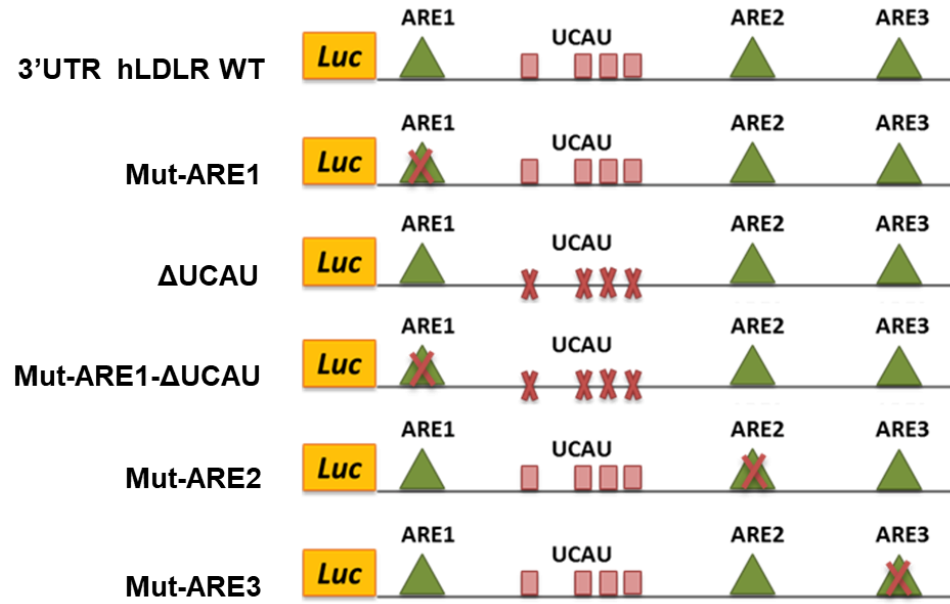 ARE1 ARE2 ARE3
UCAU
3’UTR hLDLR WT Luc
ARE1 ARE2 ARE3
UCAU
Mut-ARE1 Luc
ARE1 ARE2 ARE3
UCAU
ΔUCAU Luc
ARE1 ARE2 ARE3
UCAU
Mut-ARE1-ΔUCAU Luc
ARE1 ARE2 ARE3
UCAU
Mut-ARE2 Luc
ARE1 ARE2 ARE3
UCAU
Mut-ARE3 Luc